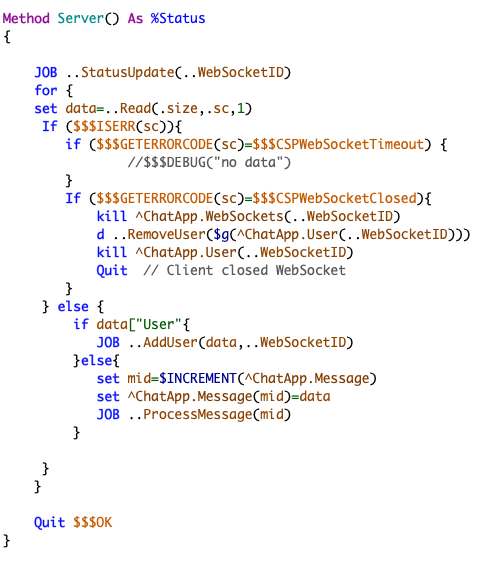 Method Server() As %Status
{
JOB ..StatusUpdate(..WebSocketID)
for {
set data=..Read(.size,.sc,1)
If ($$$ISERR(sc)){
if ($$$GETERRORCODE(sc)=$$$CSPWebSocketTimeout) {
//$$$DEBUG("no data")
}
If ($$$GETERRORCODE(sc)=$$$CSPWebSocketClosed){
kill ^ChatApp.WebSockets(..WebSocketID)
d ..RemoveUser($g(^ChatApp.User(..WebSocketID)))
kill ^ChatApp.User(..WebSocketID)
Quit // Client closed WebSocket
}
} else {
if data["User"{
JOB ..AddUser(data,..WebSocketID)
}else{
set mid=$INCREMENT(^ChatApp.Message)
set ^ChatApp.Message(mid)=data
JOB ..ProcessMessage(mid)
}
}
}
Quit $$$OK
}